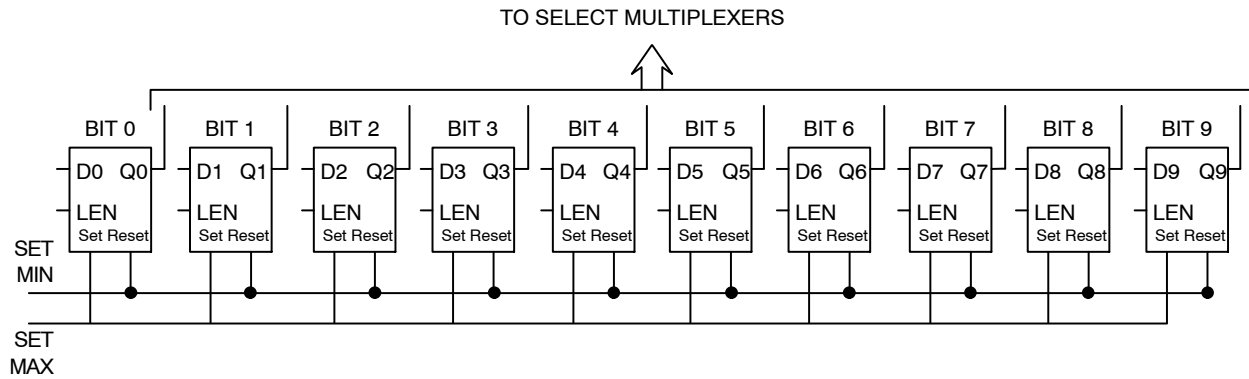 TO SELECT MULTIPLEXERS
BIT 0 BIT 1 BIT 2 BIT 3 BIT 4 BIT 5 BIT 6 BIT 7 BIT 8 BIT 9
D0 Q0 D1 Q1 D2 Q2 D3 Q3 D4 Q4 D5 Q5 D6 Q6 D7 Q7 D8 Q8 D9 Q9
LEN LEN LEN LEN LEN LEN LEN LEN LEN LEN
Set Reset Set Reset Set Reset Set Reset Set Reset Set Reset Set Reset Set Reset Set Reset Set Reset
SET
MIN
SET
MAX